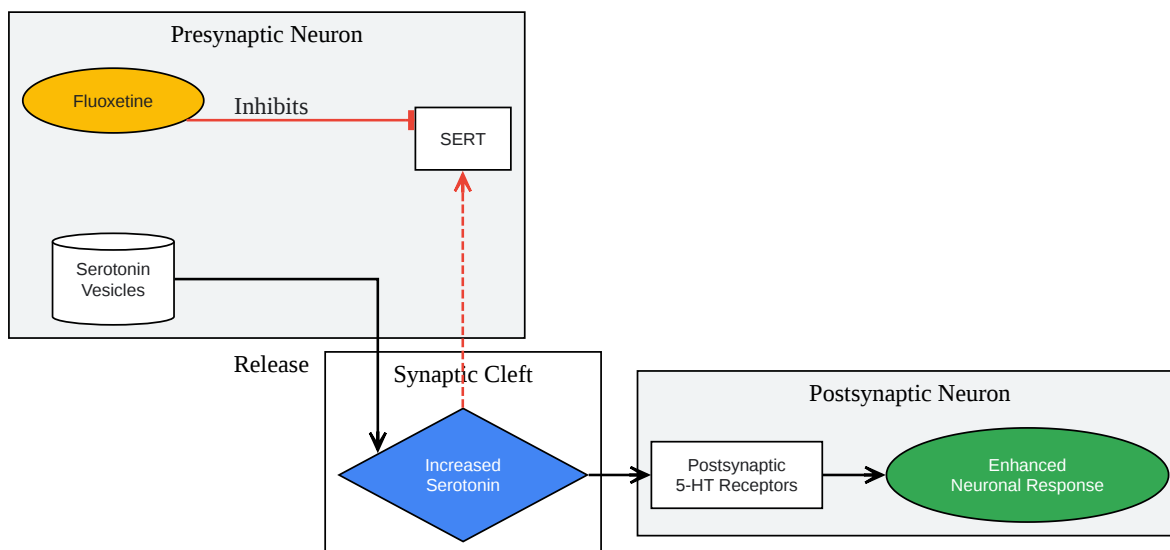 Presynaptic Neuron
Fluoxetine
Inhibits
SERT
Serotonin
Vesicles
Release
Synaptic Cleft
Increased
Serotonin
Postsynaptic Neuron
Postsynaptic
5-HT Receptors
Enhanced
Neuronal Response